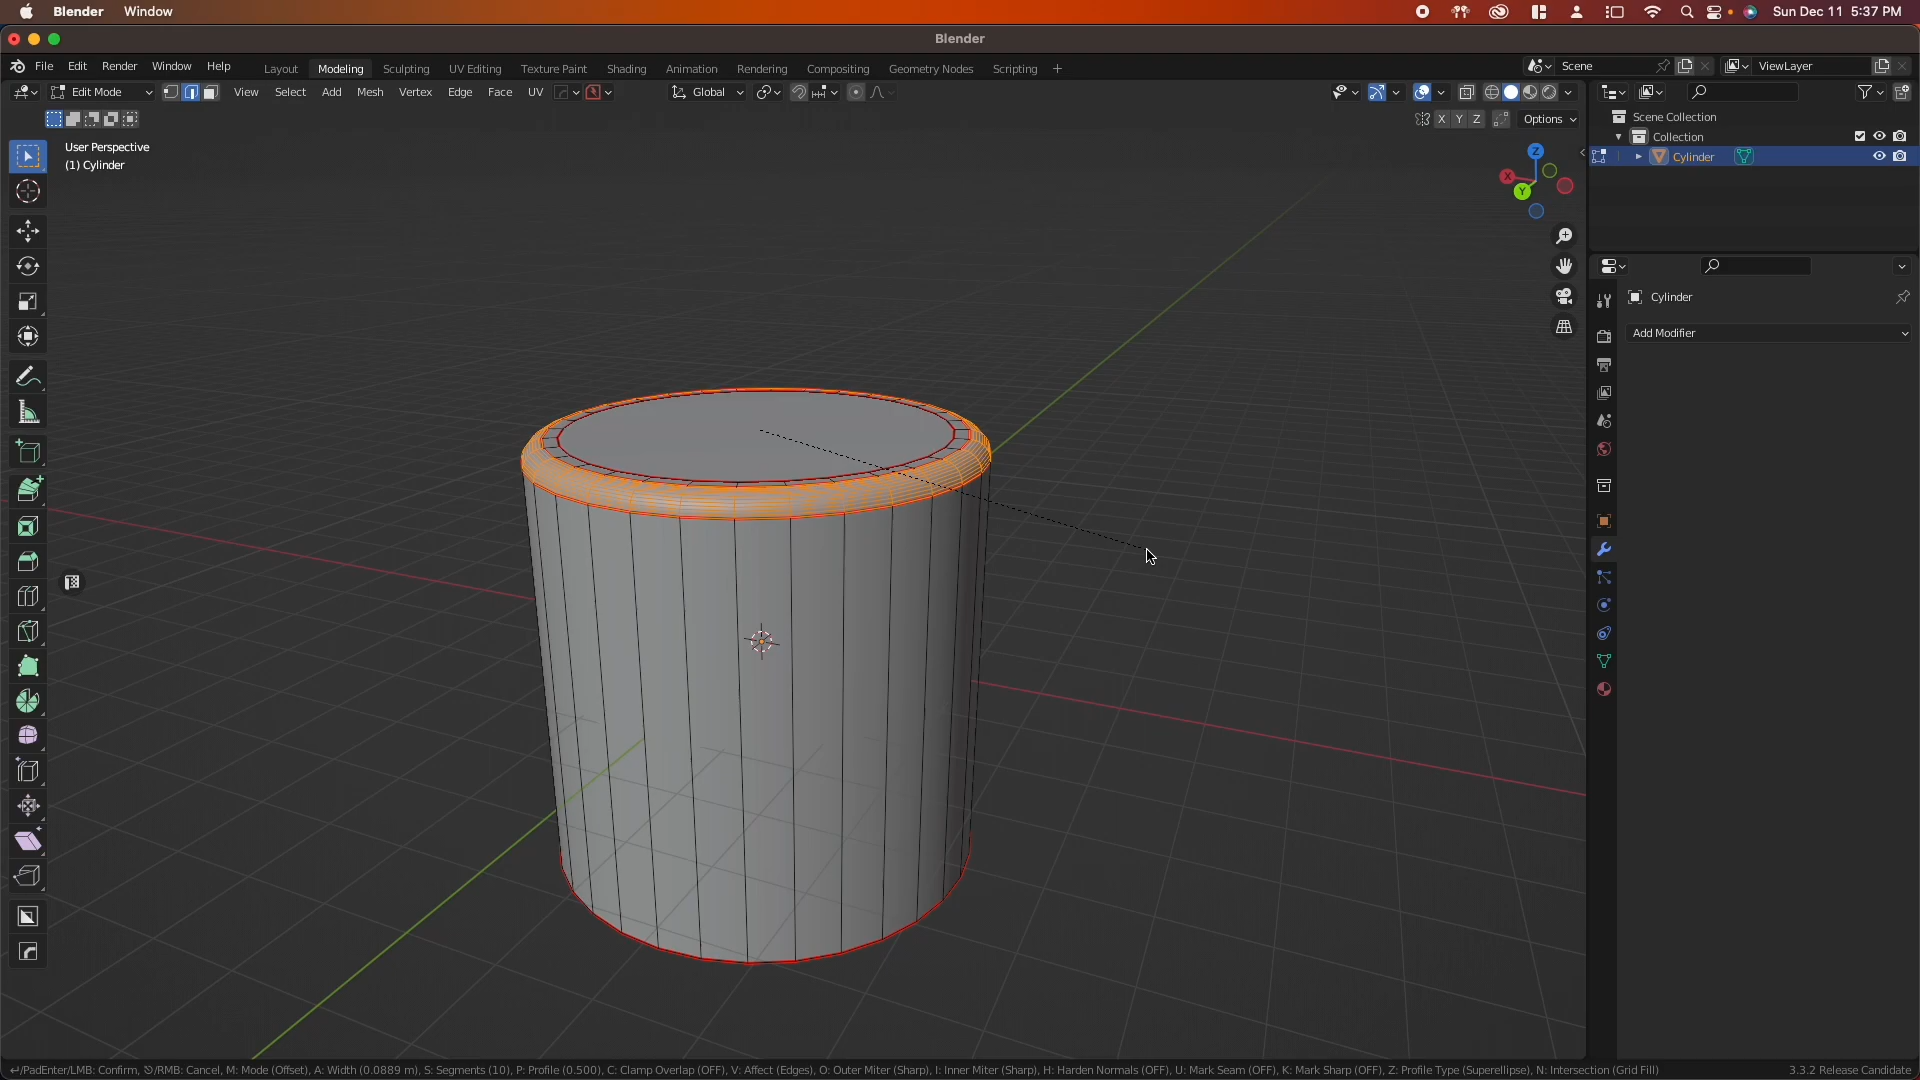 Blender Window Sun Dec 11 5:37 PM
Blender
File Edit Render Window Help Layout Modeling Sculpting UV Editing Texture Paint Shading Animation Rendering Compositing Geometry Nodes Scripting + Scene ViewLayer
Edit Mode View Select Add Mesh Vertex Edge Face UV Global
X Y Z Options
Scene Collection
Collection
Cylinder
User Perspective
(1) Cylinder
Z
X
Y
Cylinder
Add Modifier
↵/PadEnter/LMB: Confirm, ⎋/RMB: Cancel, M: Mode (Offset), A: Width (0.0889 m), S: Segments (10), P: Profile (0.500), C: Clamp Overlap (OFF), V: Affect (Edges), O: Outer Miter (Sharp), I: Inner Miter (Sharp), H: Harden Normals (OFF), U: Mark Seam (OFF), K: Mark Sharp (OFF), Z: Profile Type (Superellipse), N: Intersection (Grid Fill) 3.3.2 Release Candidate